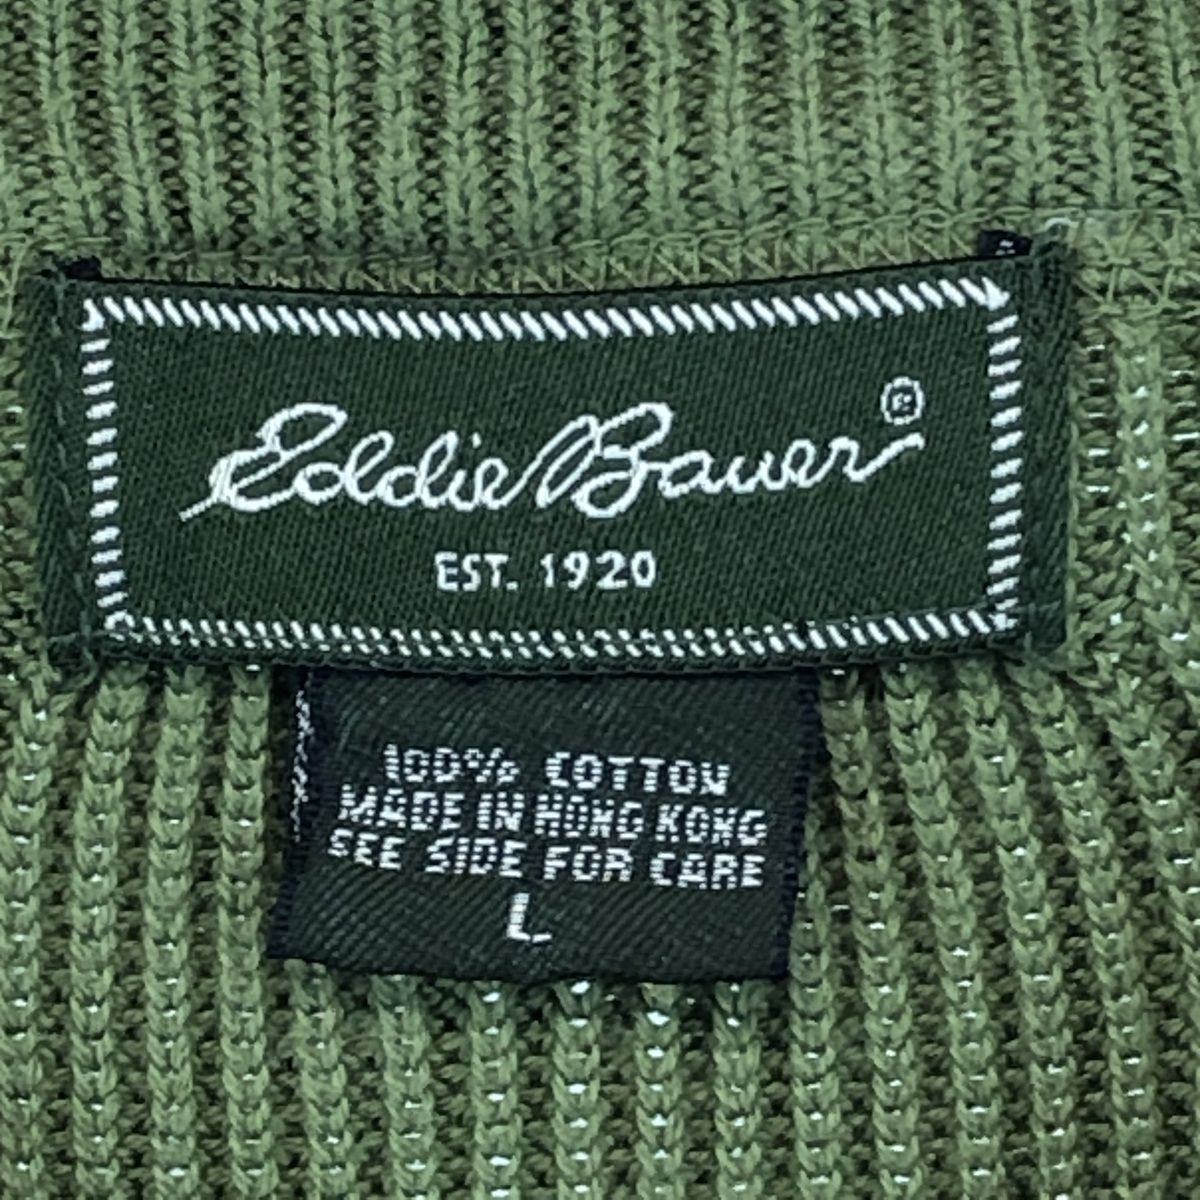 Eddie Bauer®
EST. 1920
100% COTTON
MADE IN HONG KONG
SEE SIDE FOR CARE
L